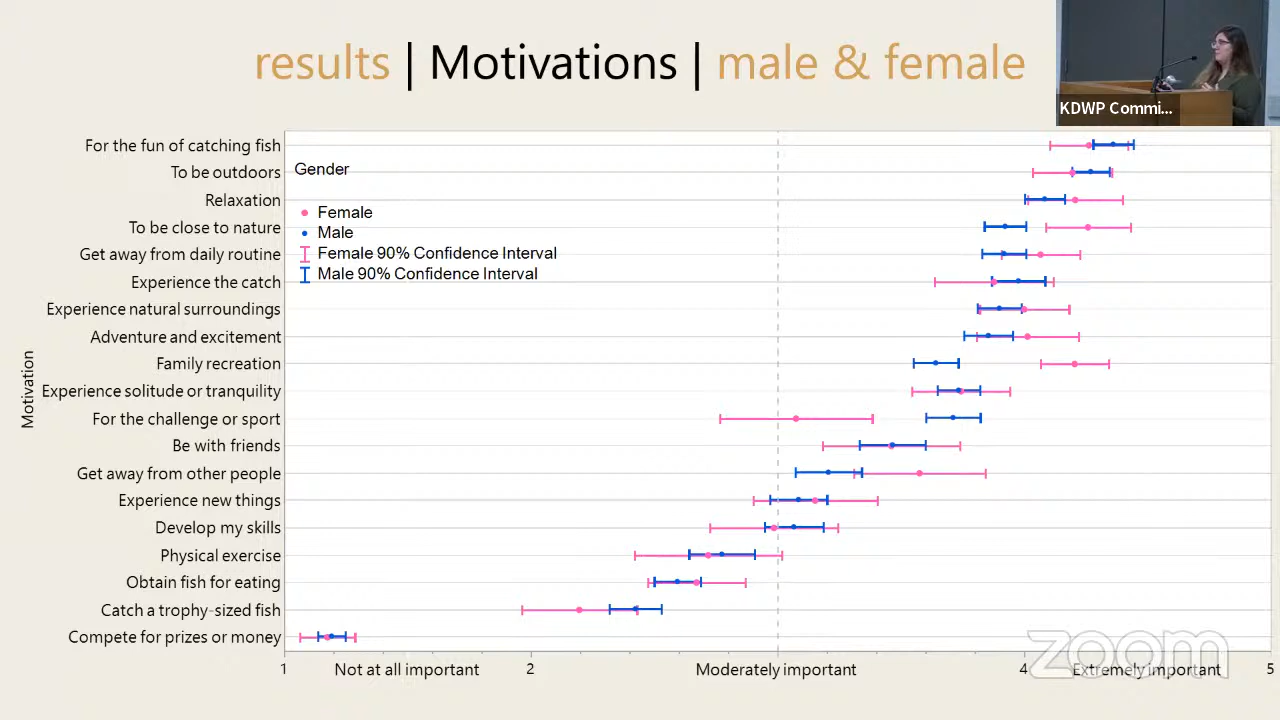 results | Motivations | male & female
KDWP Commi...
For the fun of catching fish
To be outdoors
Relaxation
To be close to nature
Get away from daily routine
Experience the catch
Experience natural surroundings
Adventure and excitement
Family recreation
Experience solitude or tranquility
For the challenge or sport
Be with friends
Get away from other people
Experience new things
Develop my skills
Physical exercise
Obtain fish for eating
Catch a trophy-sized fish
Compete for prizes or money
Motivation
Gender
Female
Male
Female 90% Confidence Interval
Male 90% Confidence Interval
1 Not at all important 2 Moderately important 4 Extremely important 5
zoom